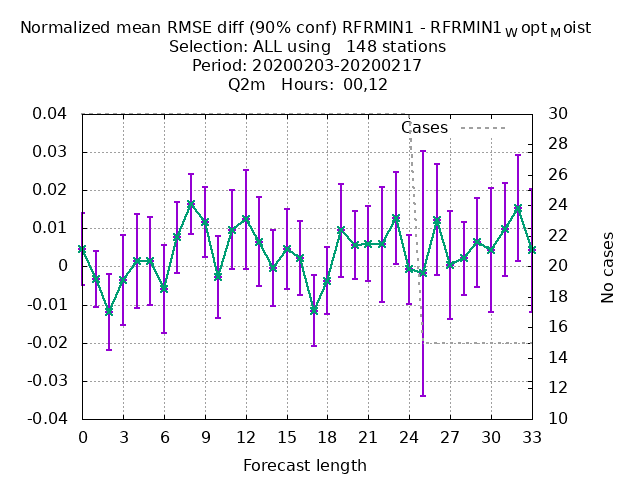 Normalized mean RMSE diff (90% conf) RFRMIN1 - RFRMIN1WoptMoist
Selection: ALL using 148 stations
Period: 20200203-20200217
Q2m Hours: 00,12
Cases
0.04
0.03
0.02
0.01
0
-0.01
-0.02
-0.03
-0.04
30
28
26
24
22
20
18
16
14
12
10
No cases
0 3 6 9 12 15 18 21 24 27 30 33
Forecast length